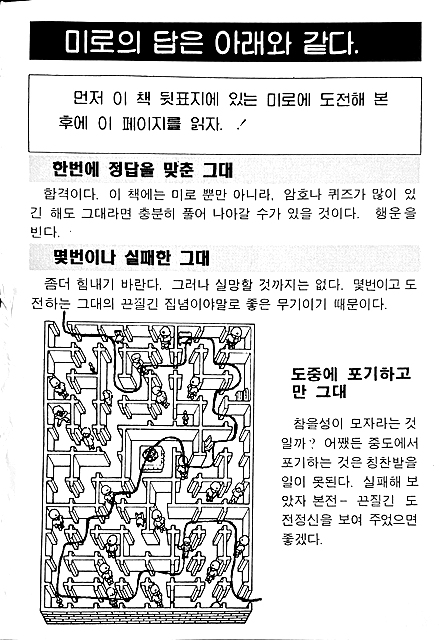 미로의 답은 아래와 같다.
먼저 이 책 뒷표지에 있는 미로에 도전해 본
후에 이 페이지를 읽자. !
한번에 정답을 맞춘 그대
합격이다. 이 책에는 미로 뿐만 아니라, 암호나 퀴즈가 많이 있
긴 해도 그대라면 충분히 풀어 나아갈 수가 있을 것이다. 행운을
빈다.
몇번이나 실패한 그대
좀더 힘내기 바란다. 그러나 실망할 것까지는 없다. 몇번이고 도
전하는 그대의 끈질긴 집념이야말로 좋은 무기이기 때문이다.
도중에 포기하고
만 그대
참을성이 모자라는 것
일까? 어쨌든 중도에서
포기하는 것은 칭찬받을
일이 못된다. 실패해 보
았자 본전- 끈질긴 도
전정신을 보여 주었으면
좋겠다.